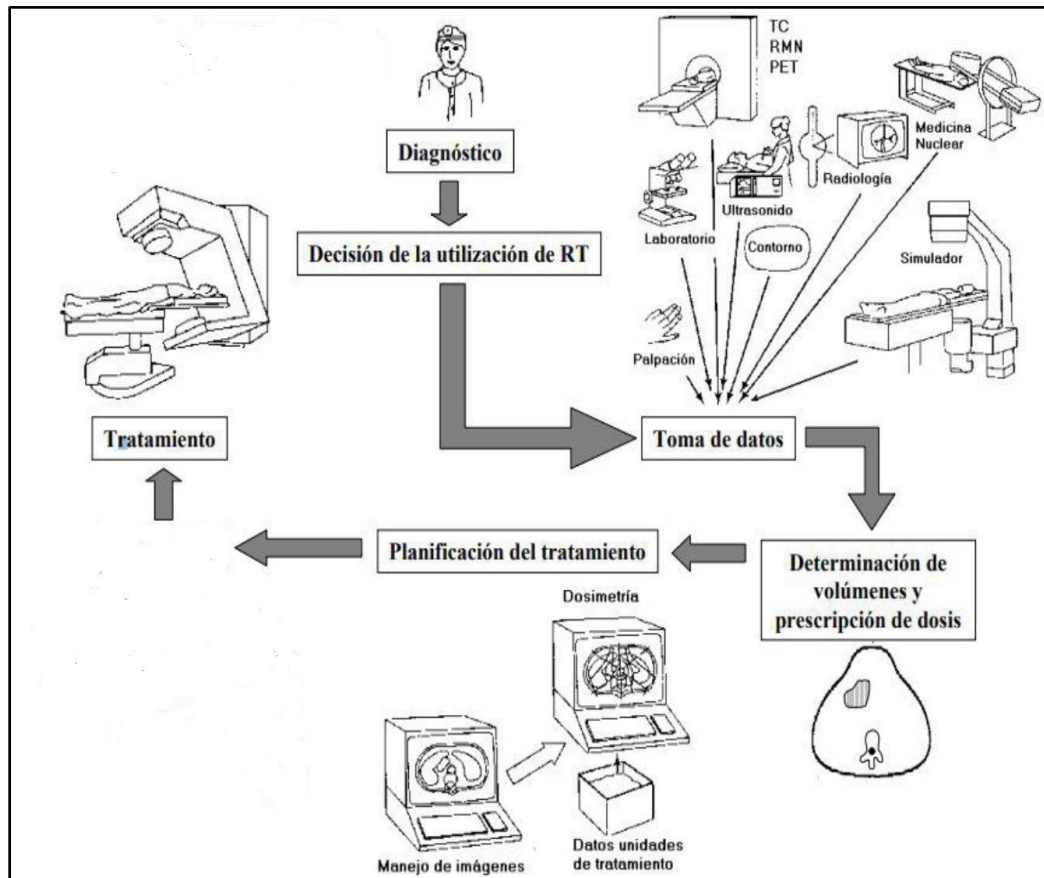 Diagnóstico
Decisión de la utilización de RT
TC
RMN
PET
Medicina
Nuclear
Radiología
Ultrasonido
Laboratorio
Contorno
Simulador
Palpación
Toma de datos
Determinación de
volúmenes y
prescripción de dosis
Planificación del tratamiento
Dosimetría
Manejo de imágenes
Datos unidades
de tratamiento
Tratamiento